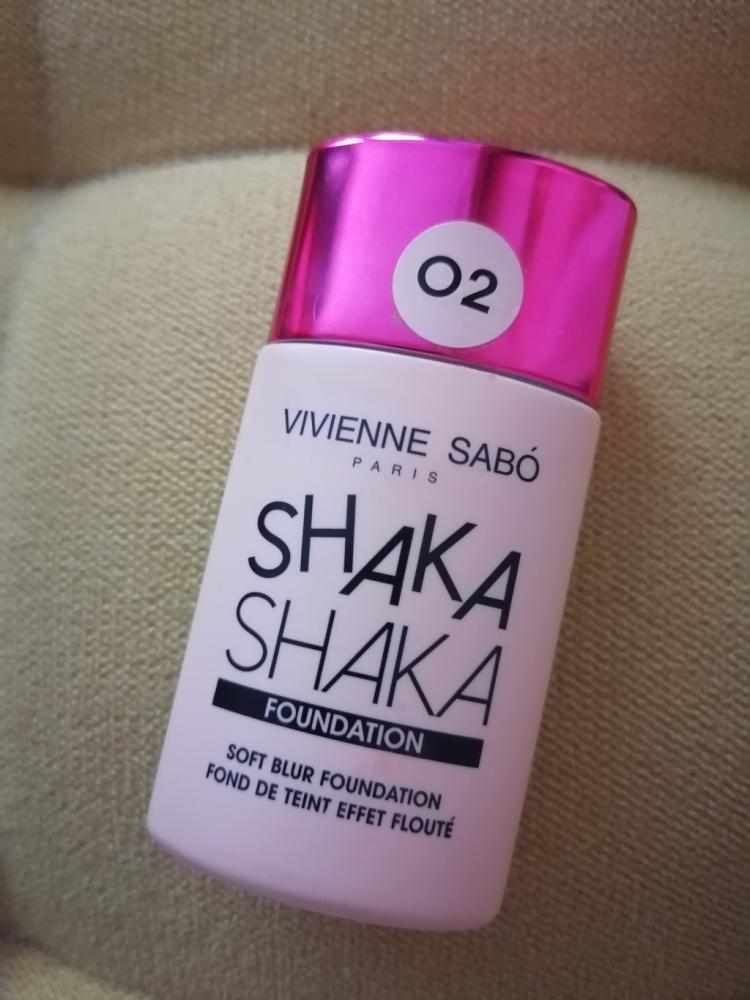 O2
VIVIENNE SABÓ
PARIS
SHAKA
SHAKA
FOUNDATION
SOFT BLUR FOUNDATION
FOND DE TEINT EFFET FLOUTÉ